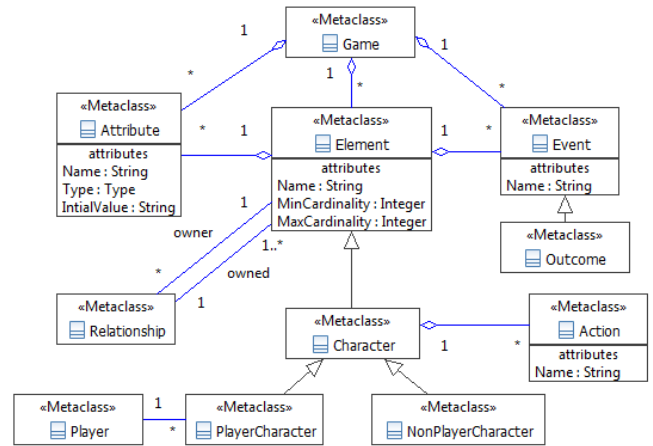 «Metaclass»
Game
1
1
1
*
*
*
«Metaclass»
Attribute
attributes
Name : String
Type : Type
IntialValue : String
*
1
«Metaclass»
Element
attributes
Name : String
MinCardinality : Integer
MaxCardinality : Integer
1
*
«Metaclass»
Event
attributes
Name : String
«Metaclass»
Outcome
1
owner
1..*
owned
*
1
«Metaclass»
Relationship
«Metaclass»
Character
1
*
«Metaclass»
Action
attributes
Name : String
«Metaclass»
Player
1
*
«Metaclass»
PlayerCharacter
«Metaclass»
NonPlayerCharacter